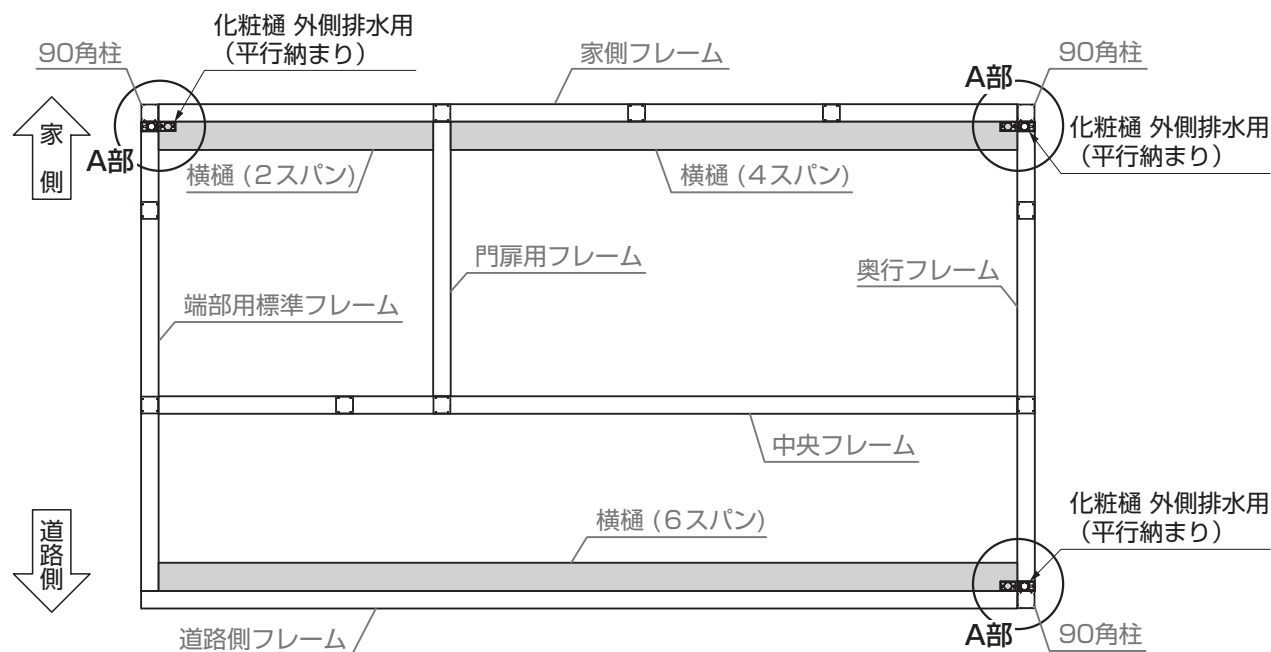 化粧樋 外側排水用
（平行納まり）
90角柱
家側フレーム
A部
90角柱
家側
A部
化粧樋 外側排水用
（平行納まり）
横樋 (2スパン)
横樋 (4スパン)
門扉用フレーム
奥行フレーム
端部用標準フレーム
中央フレーム
道路側
横樋 (6スパン)
化粧樋 外側排水用
（平行納まり）
道路側フレーム
A部
90角柱